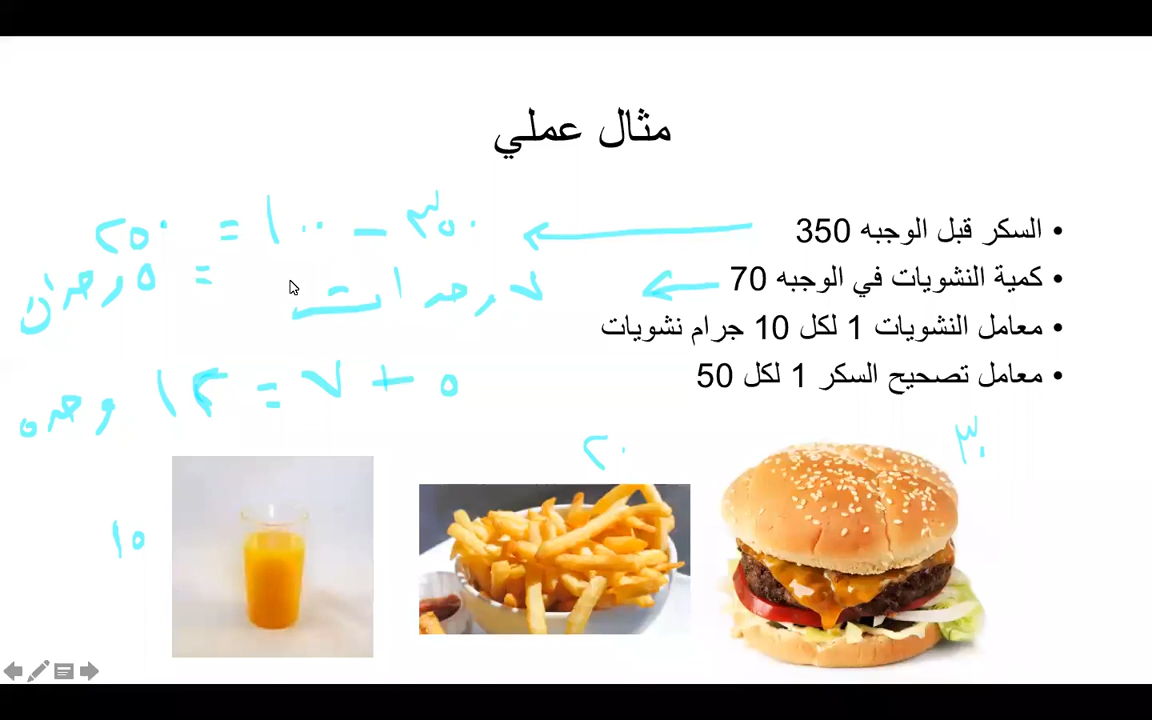 مثال عملي
• السكر قبل الوجبه 350
٣٥٠ – ١٠٠ = ٢٥٠
• كمية النشويات في الوجبه 70
٧ وحدات = ٥ وحدات
• معامل النشويات 1 لكل 10 جرام نشويات
• معامل تصحيح السكر 1 لكل 50
٥ + ٧ = ١٢ وحده
٣٠
٢٠
١٥